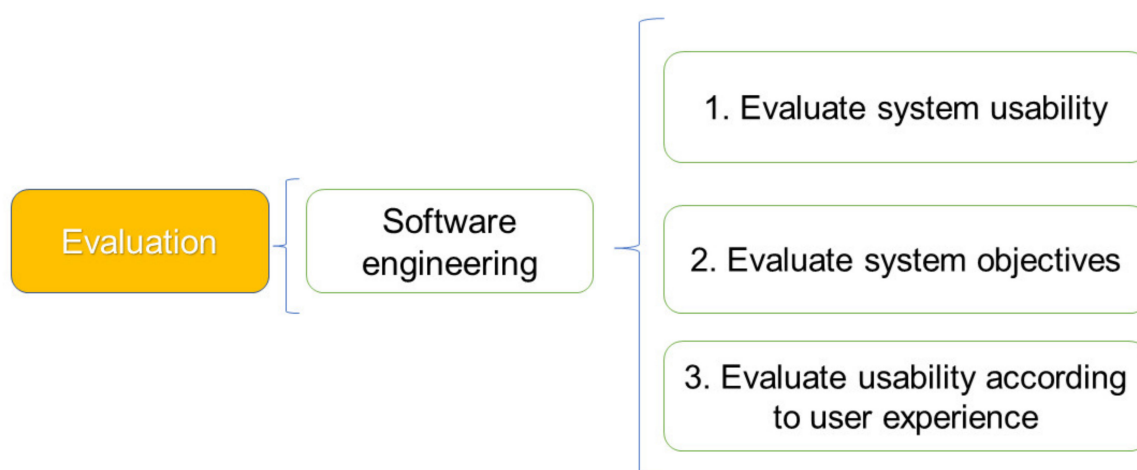 Evaluation
Software
engineering
1. Evaluate system usability
2. Evaluate system objectives
3. Evaluate usability according
to user experience